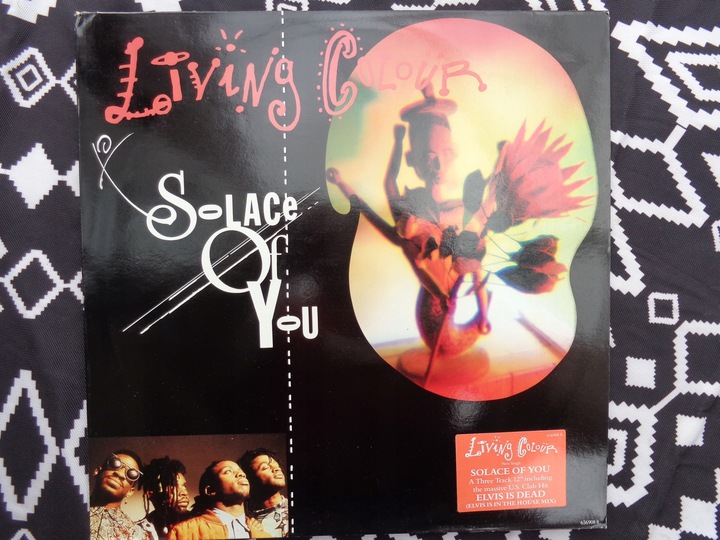 Living Colour
Solace
Of
You
Living Colour
SOLACE OF YOU
A Three Track 12" including
the massive U.S. Club Hit
ELVIS IS DEAD
(ELVIS IS IN THE HOUSE MIX)